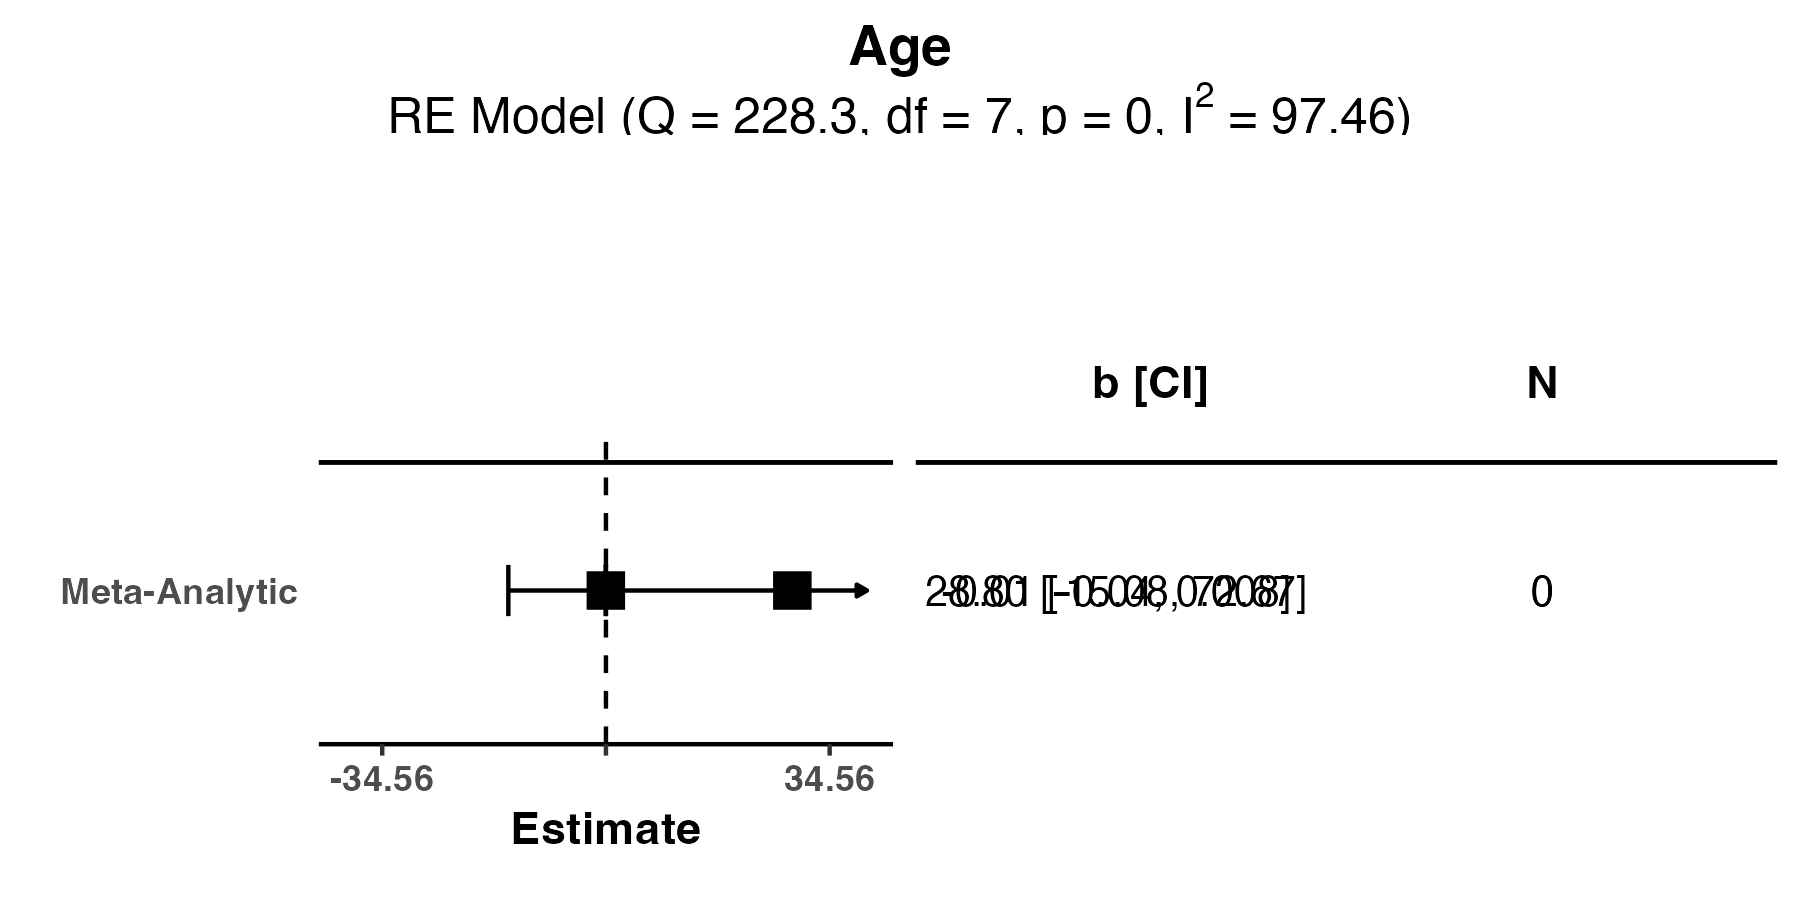 Age
RE Model (Q = 228.3, df = 7, p = 0, I² = 97.46)
b [CI] N
Meta-Analytic 0
-34.56 34.56
Estimate